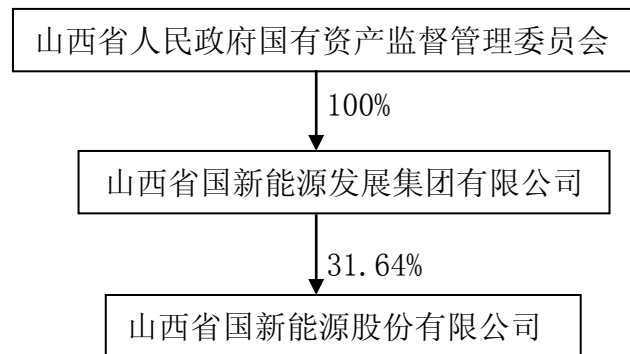 山西省人民政府国有资产监督管理委员会
100%
山西省国新能源发展集团有限公司
31.64%
山西省国新能源股份有限公司